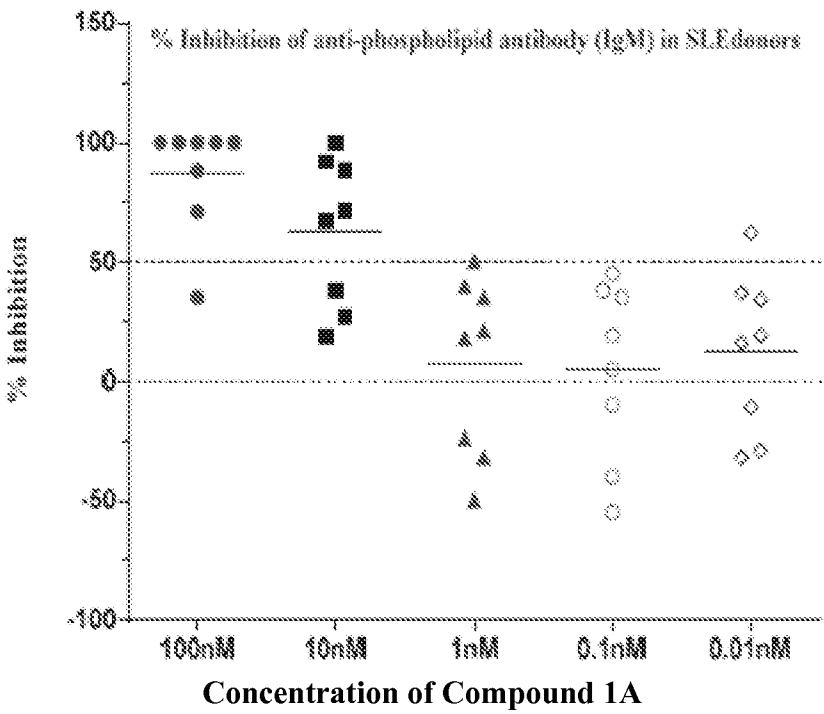 % Inhibition of anti-phospholipid antibody (IgM) in SLEdonors
% Inhibition
150
100
50
0
-50
-100
100nM 10nM 1nM 0.1nM 0.01nM
Concentration of Compound 1A